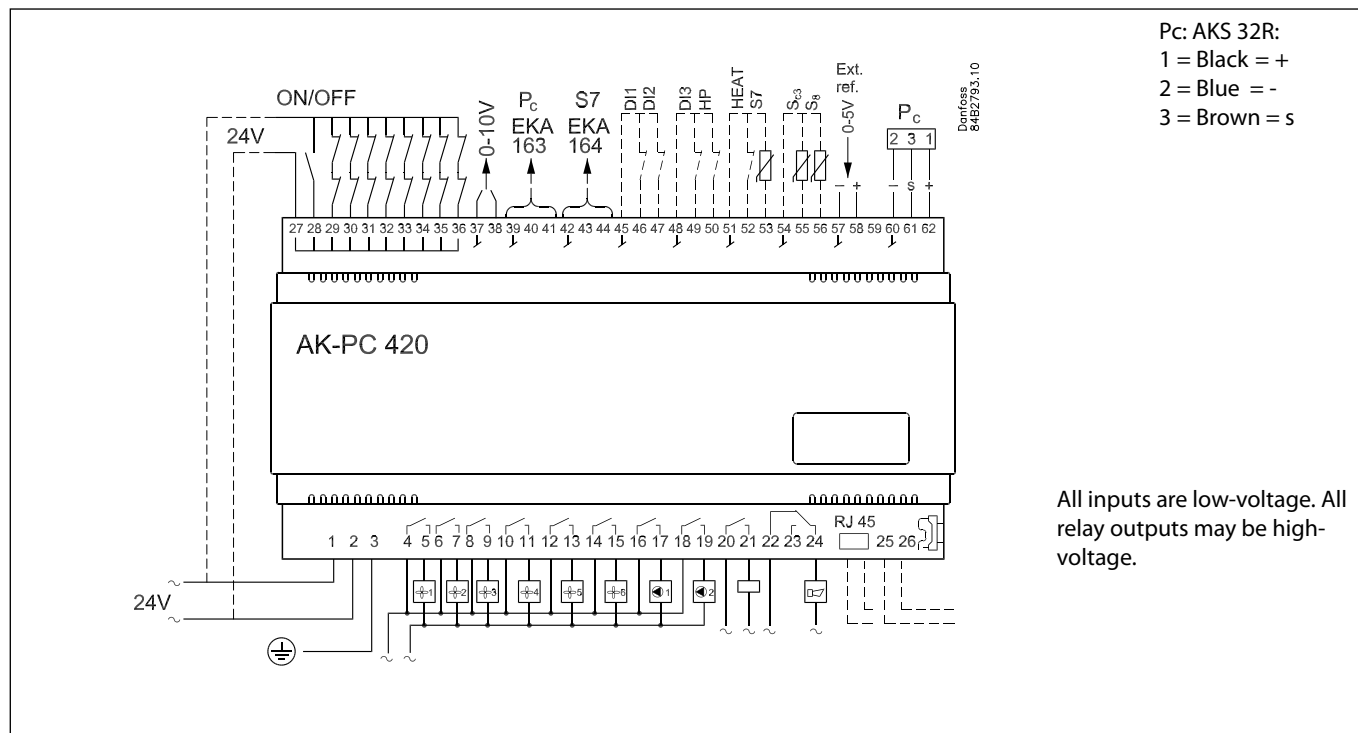 Pc: AKS 32R:
1 = Black = +
2 = Blue = -
3 = Brown = s
ON/OFF
24V
0-10V
Pc
EKA
163
S7
EKA
164
DI1
DI2
DI3
HP
HEAT
S7
Sc3
S8
Ext.
ref.
0-5V
Pc
2 3 1
– + – s +
Danfoss
84B2793.10
27 28 29 30 31 32 33 34 35 36 37 38 39 40 41 42 43 44 45 46 47 48 49 50 51 52 53 54 55 56 57 58 59 60 61 62
AK-PC 420
All inputs are low-voltage. All
relay outputs may be high-
voltage.
RJ 45
1 2 3 4 5 6 7 8 9 10 11 12 13 14 15 16 17 18 19 20 21 22 23 24 25 26
1 2 3 4 5 6 1 2
24V